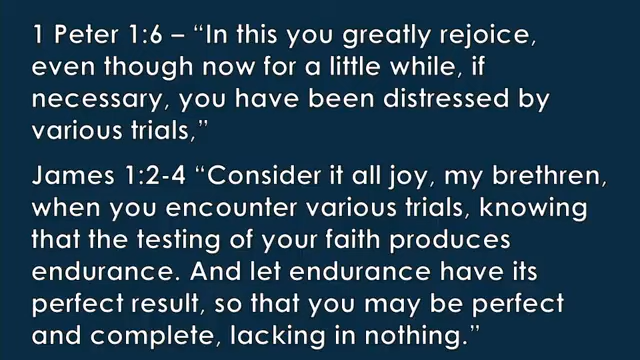 1 Peter 1:6 – “In this you greatly rejoice,
even though now for a little while, if
necessary, you have been distressed by
various trials,”
James 1:2-4 “Consider it all joy, my brethren,
when you encounter various trials, knowing
that the testing of your faith produces
endurance. And let endurance have its
perfect result, so that you may be perfect
and complete, lacking in nothing.”